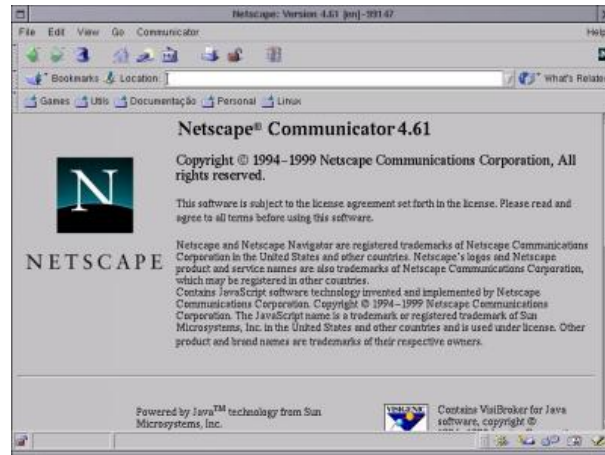 Netscape: Version 4.61 [en]-99147
File Edit View Go Communicator Help
Bookmarks Location: What's Relate
Games Utils Documentação Personal Linux
Netscape® Communicator 4.61
Copyright © 1994-1999 Netscape Communications Corporation, All
rights reserved.
This software is subject to the license agreement set forth in the license. Please read and
agree to all terms before using this software.
N
NETSCAPE
Netscape and Netscape Navigator are registered trademarks of Netscape Communications
Corporation in the United States and other countries. Netscape's logos and Netscape
product and service names are also trademarks of Netscape Communications Corporation,
which may be registered in other countries.
Contains JavaScript software technology invented and implemented by Netscape
Communications Corporation. Copyright © 1994-1999 Netscape Communications
Corporation. The JavaScript name is a trademark or registered trademark of Sun
Microsystems, Inc. in the United States and other countries and is used under license. Other
product and brand names are trademarks of their respective owners.
Powered by Java™ technology from Sun
Microsystems, Inc.
VISIGENIC
Contains VisiBroker for Java
software, copyright ©